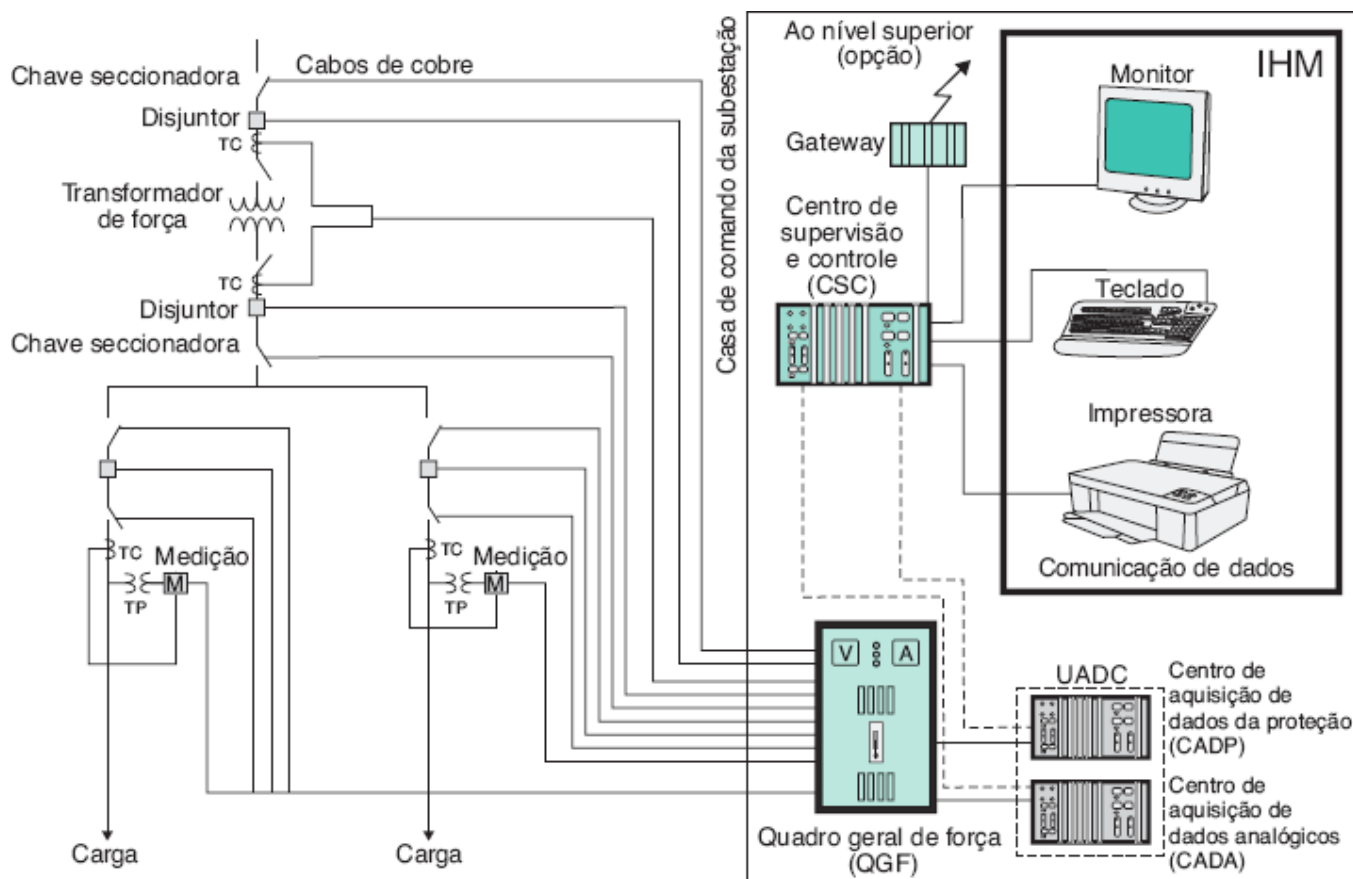 Chave seccionadora
Cabos de cobre
Disjuntor
TC
Transformador
de força
TC
Disjuntor
Chave seccionadora
TC
Medição
M
TP
TC
Medição
M
TP
Carga
Carga
Casa de comando da subestação
Ao nível superior
(opção)
Gateway
Centro de
supervisão
e controle
(CSC)
IHM
Monitor
Teclado
Impressora
Comunicação de dados
V
A
Quadro geral de força
(QGF)
UADC
Centro de
aquisição de
dados da proteção
(CADP)
Centro de
aquisição de
dados analógicos
(CADA)